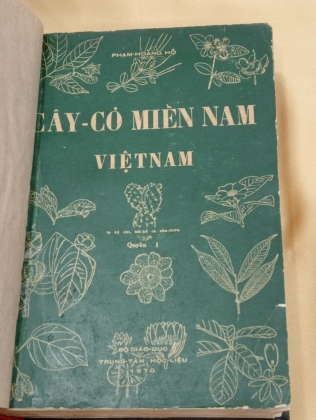 PHẠM-HOÀNG HỘ
CÂY-CỎ MIỀN NAM
VIỆTNAM
Quyển I
BỘ GIÁO-DỤC
TRUNG-TÂM HỌC-LIỆU
1970